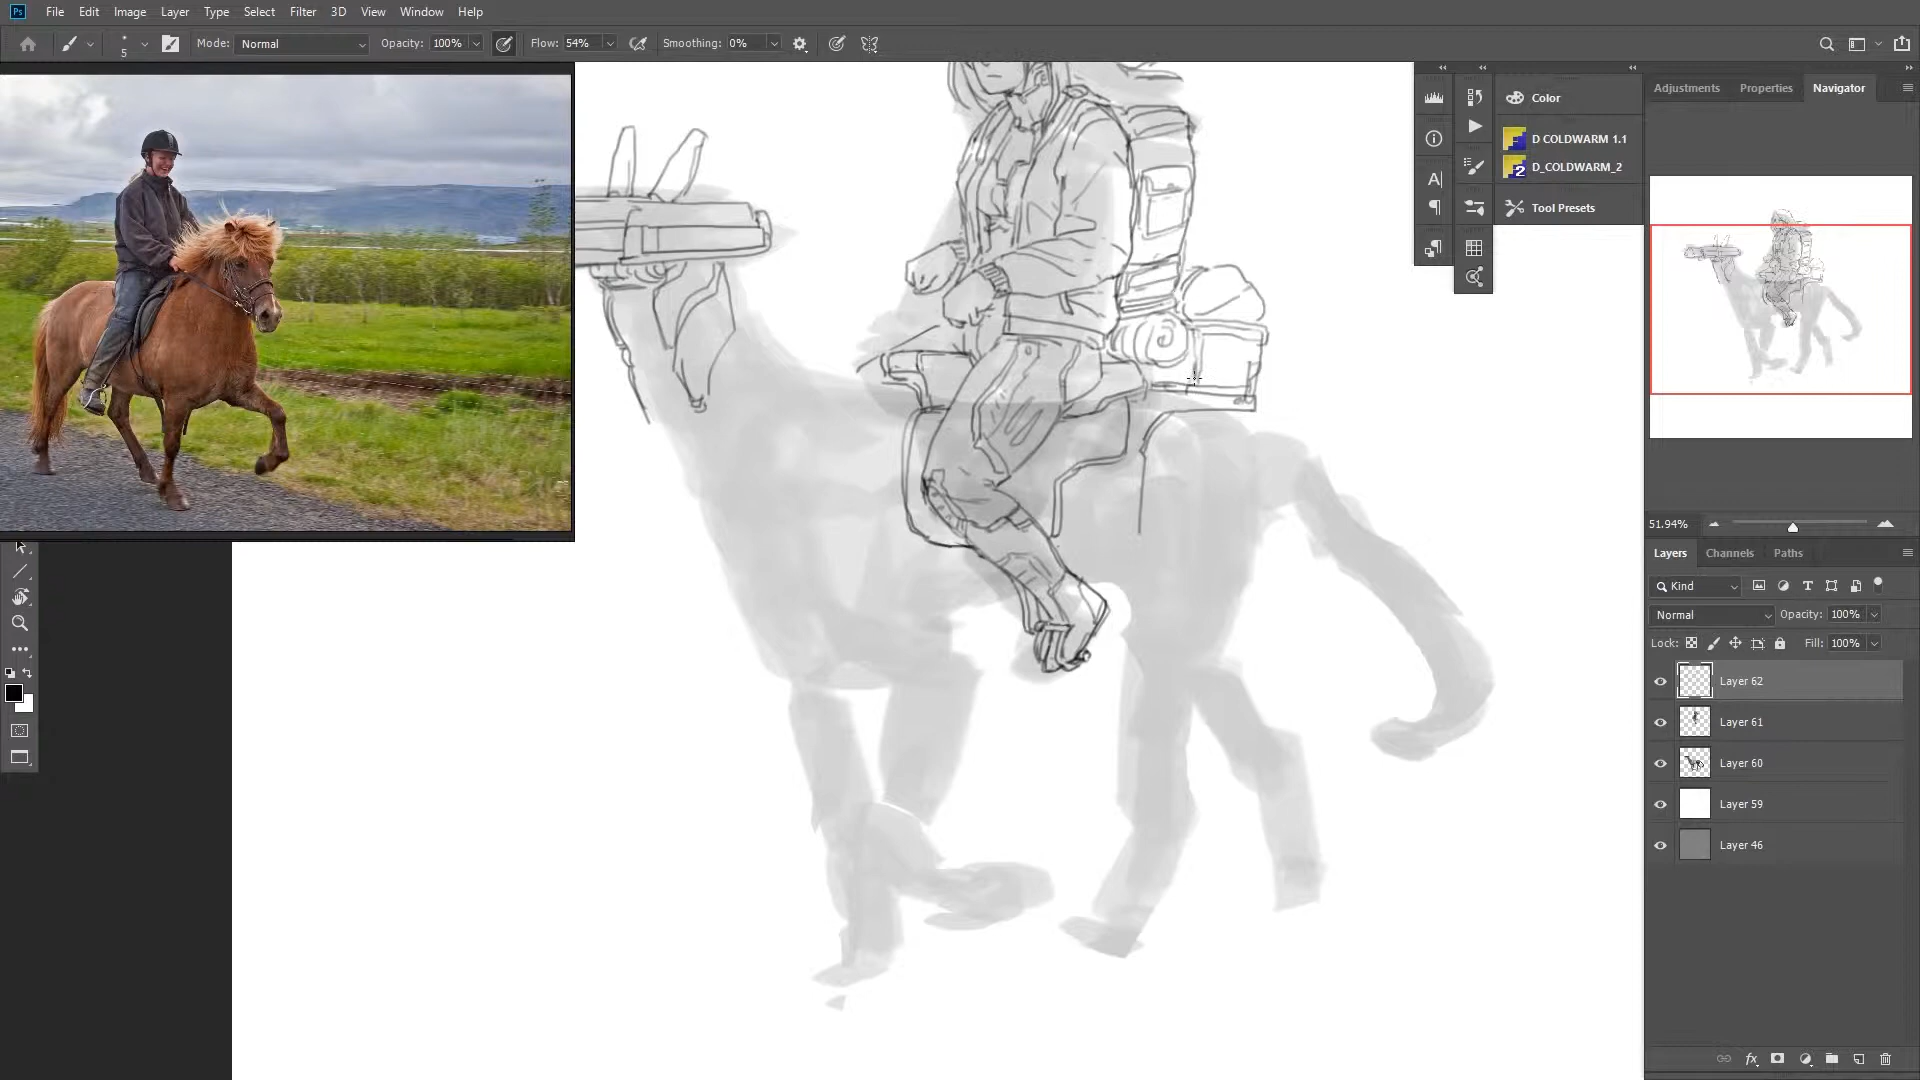 Ps File Edit Image Layer Type Select Filter 3D View Window Help
5 Mode: Normal Opacity: 100% Flow: 54% Smoothing: 0%
Color
D COLDWARM 1.1
2 D_COLDWARM_2
Tool Presets
A
Adjustments Properties Navigator
51.94%
Layers Channels Paths
Kind T
Normal Opacity: 100%
Lock: Fill: 100%
Layer 62
Layer 61
Layer 60
Layer 59
Layer 46
fx